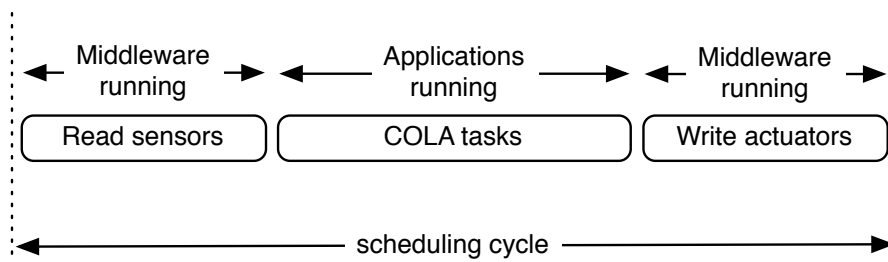 Middleware
running
Applications
running
Middleware
running
Read sensors
COLA tasks
Write actuators
scheduling cycle